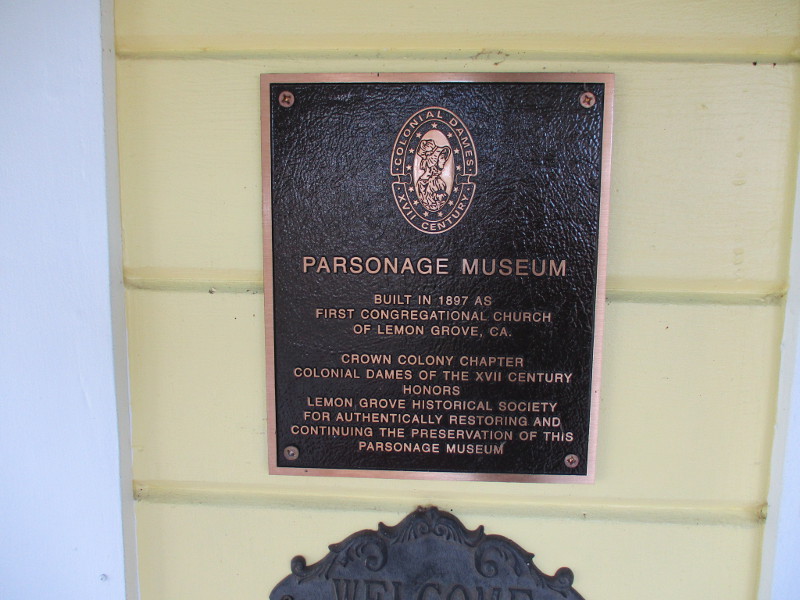 COLONIAL DAMES
XVII CENTURY
PARSONAGE MUSEUM
BUILT IN 1897 AS
FIRST CONGREGATIONAL CHURCH
OF LEMON GROVE, CA.
CROWN COLONY CHAPTER
COLONIAL DAMES OF THE XVII CENTURY
HONORS
LEMON GROVE HISTORICAL SOCIETY
FOR AUTHENTICALLY RESTORING AND
CONTINUING THE PRESERVATION OF THIS
PARSONAGE MUSEUM
WELCOME